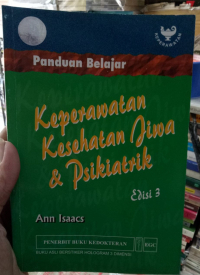 Panduan Belajar
Keperawatan
Kesehatan Jiwa
& Psikiatrik
Edisi 3
Ann Isaacs
PENERBIT BUKU KEDOKTERAN
EGC